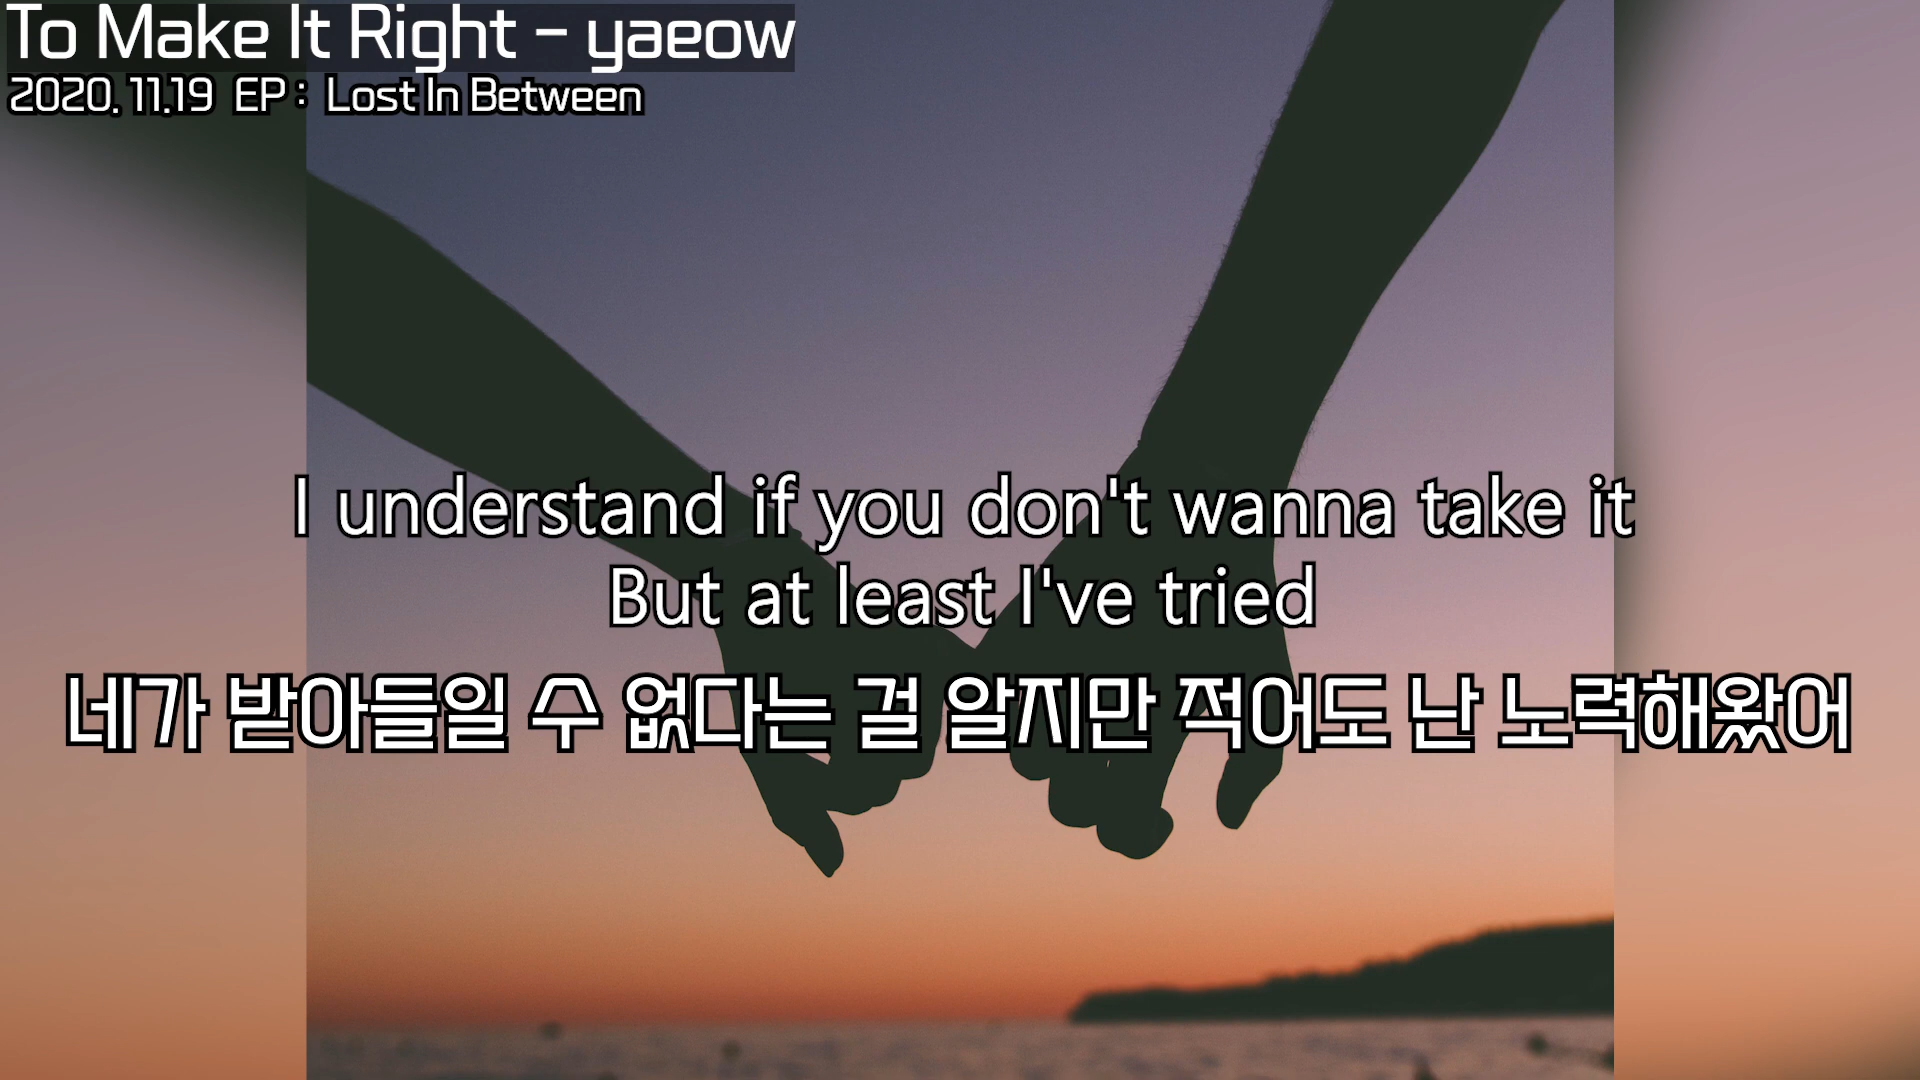 To Make It Right - yaeow
2020. 11.19 EP : Lost In Between
I understand if you don't wanna take it
But at least I've tried
네가 받아들일 수 없다는 걸 알지만 적어도 난 노력해왔어